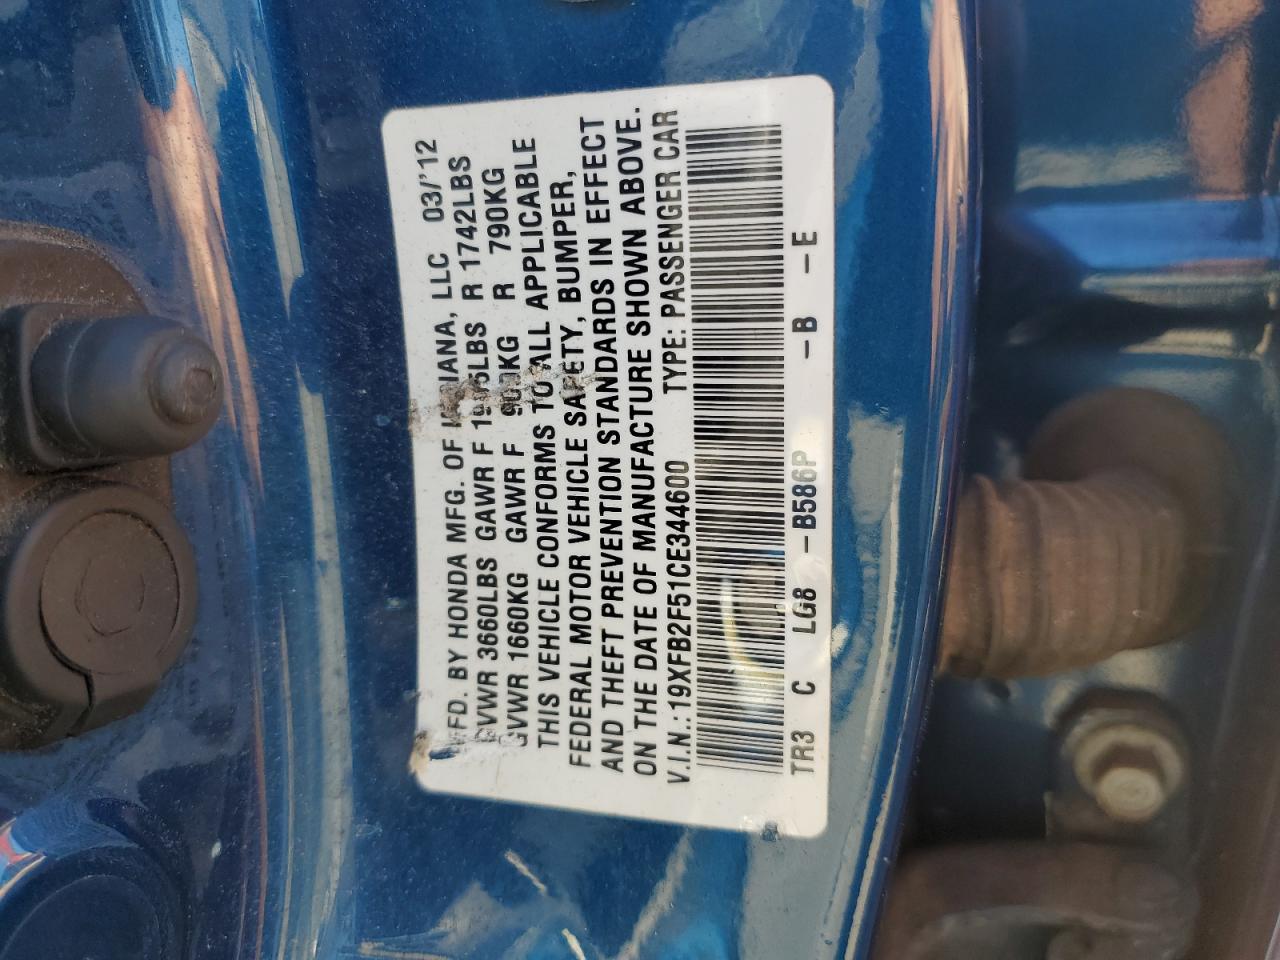 MFD. BY HONDA MFG. OF INDIANA, LLC 03/'12
GVWR 3660LBS GAWR F R 1742LBS
GVWR 1660KG GAWR F R 790KG
THIS VEHICLE CONFORMS TO ALL APPLICABLE
FEDERAL MOTOR VEHICLE SAFETY, BUMPER,
AND THEFT PREVENTION STANDARDS IN EFFECT
ON THE DATE OF MANUFACTURE SHOWN ABOVE.
V.I.N.:19XFB2F51CE344600 TYPE: PASSENGER CAR
TR3 C LG8 -B586P -B -E